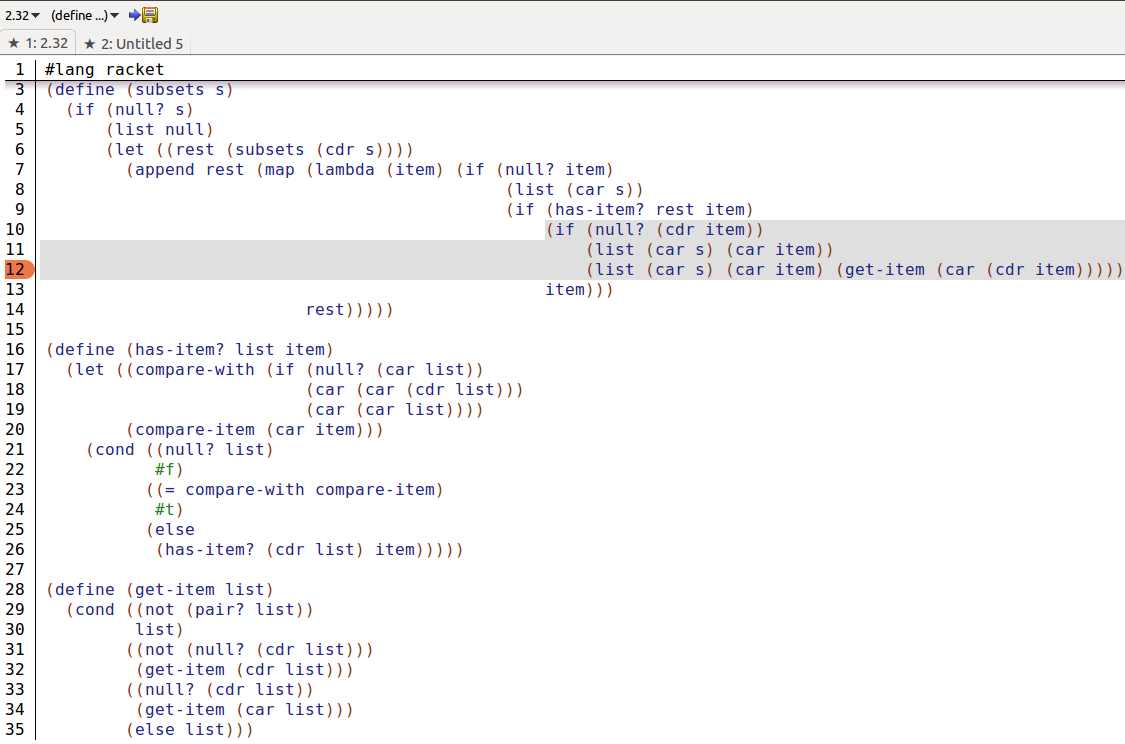 2.32 (define ...)
★ 1: 2.32 ★ 2: Untitled 5
1 #lang racket
3 (define (subsets s)
4   (if (null? s)
5       (list null)
6       (let ((rest (subsets (cdr s))))
7         (append rest (map (lambda (item) (if (null? item)
8                                               (list (car s))
9                                               (if (has-item? rest item)
10                                                  (if (null? (cdr item))
11                                                      (list (car s) (car item))
12                                                      (list (car s) (car item) (get-item (car (cdr item)))))
13                                                  item)))
14                           rest)))))
15
16 (define (has-item? list item)
17   (let ((compare-with (if (null? (car list))
18                           (car (car (cdr list)))
19                           (car (car list))))
20         (compare-item (car item)))
21     (cond ((null? list)
22            #f)
23           ((= compare-with compare-item)
24            #t)
25           (else
26            (has-item? (cdr list) item)))))
27
28 (define (get-item list)
29   (cond ((not (pair? list))
30          list)
31         ((not (null? (cdr list)))
32          (get-item (cdr list)))
33         ((null? (cdr list))
34          (get-item (car list)))
35         (else list)))